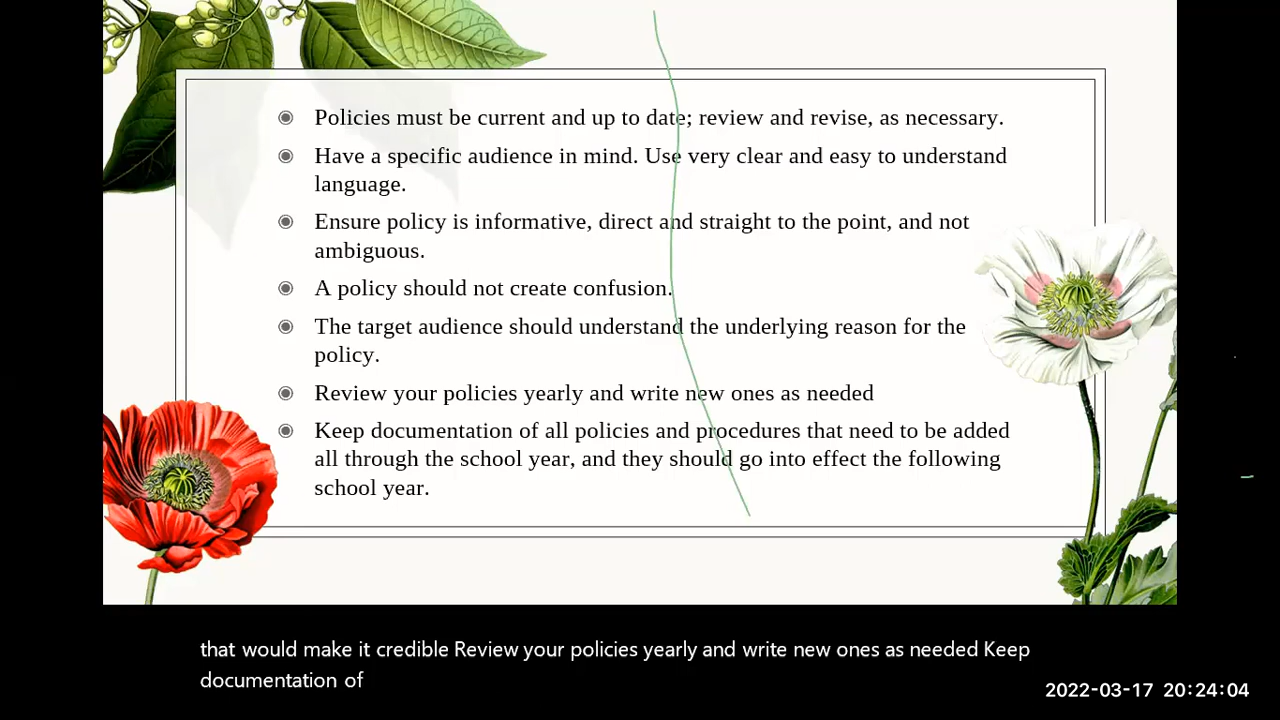 Policies must be current and up to date; review and revise, as necessary.
Have a specific audience in mind. Use very clear and easy to understand
language.
Ensure policy is informative, direct and straight to the point, and not
ambiguous.
A policy should not create confusion.
The target audience should understand the underlying reason for the
policy.
Review your policies yearly and write new ones as needed
Keep documentation of all policies and procedures that need to be added
all through the school year, and they should go into effect the following
school year.
that would make it credible Review your policies yearly and write new ones as needed Keep
documentation of
2022-03-17 20:24:04